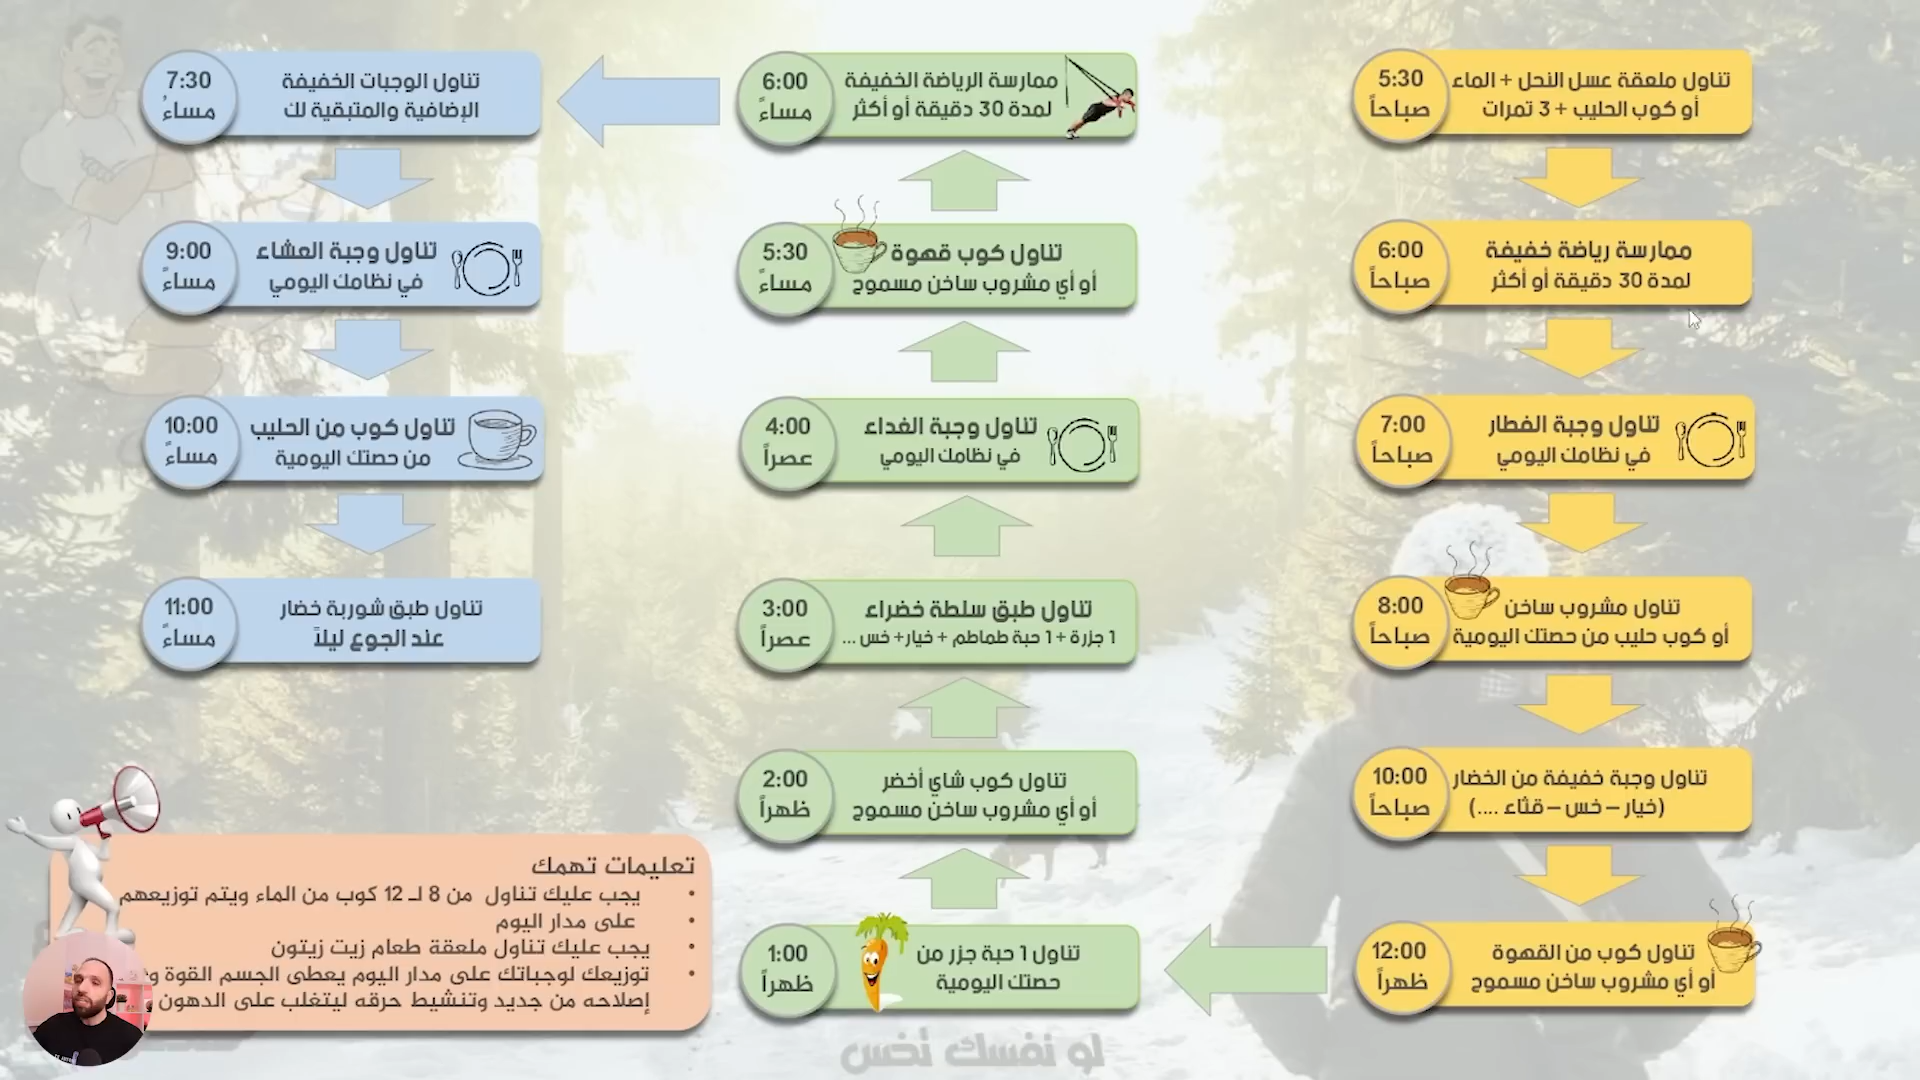 5:30
صباحاً
تناول ملعقة عسل النحل + الماء
أو كوب الحليب + 3 تمرات
6:00
صباحاً
ممارسة رياضة خفيفة
لمدة 30 دقيقة أو أكثر
7:00
صباحاً
تناول وجبة الفطار
في نظامك اليومي
8:00
صباحاً
تناول مشروب ساخن
أو كوب حليب من حصتك اليومية
10:00
صباحاً
تناول وجبة خفيفة من الخضار
(خيار – خس – قثاء ....)
12:00
ظهراً
تناول كوب من القهوة
أو أي مشروب ساخن مسموح
1:00
ظهراً
تناول 1 حبة جزر من
حصتك اليومية
2:00
ظهراً
تناول كوب شاي أخضر
أو أي مشروب ساخن مسموح
3:00
عصراً
تناول طبق سلطة خضراء
1 جزرة + 1 حبة طماطم + خيار+ خس ...
4:00
عصراً
تناول وجبة الغداء
في نظامك اليومي
5:30
مساءً
تناول كوب قهوة
أو أي مشروب ساخن مسموح
6:00
مساءً
ممارسة الرياضة الخفيفة
لمدة 30 دقيقة أو أكثر
7:30
مساءً
تناول الوجبات الخفيفة
الإضافية والمتبقية لك
9:00
مساءً
تناول وجبة العشاء
في نظامك اليومي
10:00
مساءً
تناول كوب من الحليب
من حصتك اليومية
11:00
مساءً
تناول طبق شوربة خضار
عند الجوع ليلاً
تعليمات تهمك
• يجب عليك تناول من 8 لـ 12 كوب من الماء ويتم توزيعهم
• على مدار اليوم
• يجب عليك تناول ملعقة طعام زيت زيتون
• توزيعك لوجباتك على مدار اليوم يعطى الجسم القوة و
إصلاحه من جديد وتنشيط حرقه ليتغلب على الدهون
لو نفسك تخس